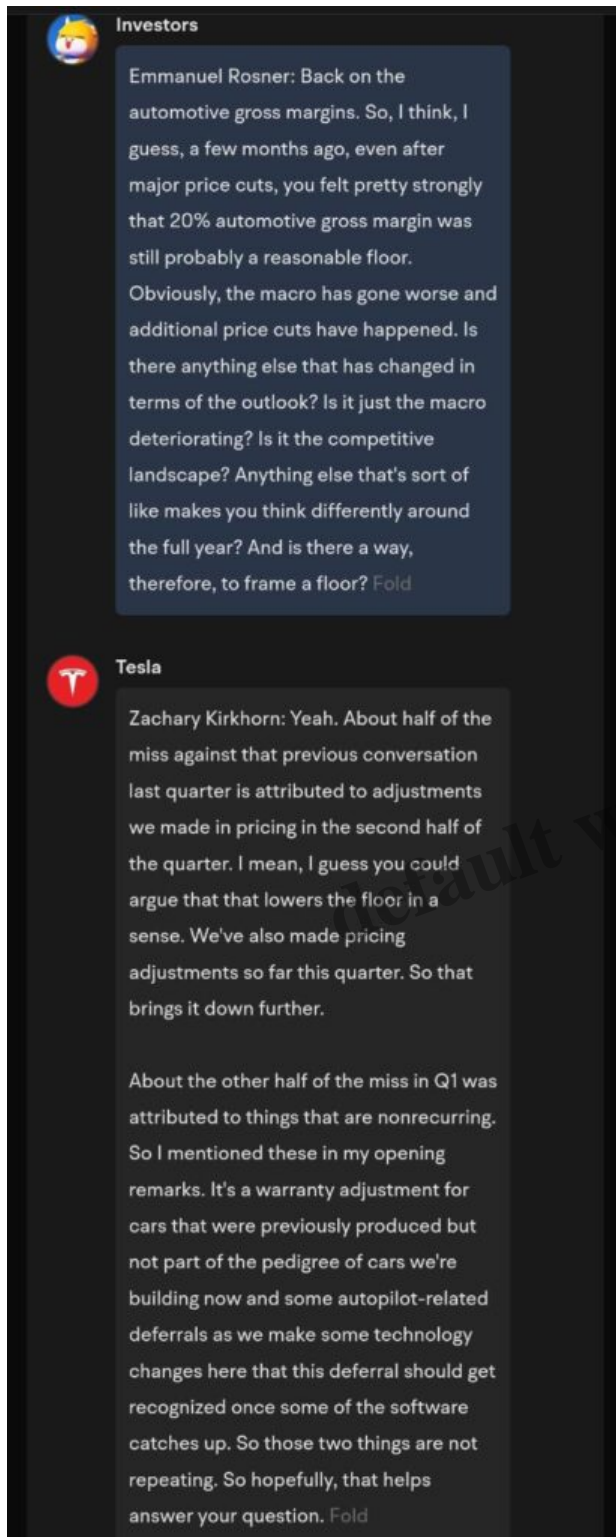 Investors
Emmanuel Rosner: Back on the
automotive gross margins. So, I think, I
guess, a few months ago, even after
major price cuts, you felt pretty strongly
that 20% automotive gross margin was
still probably a reasonable floor.
Obviously, the macro has gone worse and
additional price cuts have happened. Is
there anything else that has changed in
terms of the outlook? Is it just the macro
deteriorating? Is it the competitive
landscape? Anything else that's sort of
like makes you think differently around
the full year? And is there a way,
therefore, to frame a floor? Fold
Tesla
Zachary Kirkhorn: Yeah. About half of the
miss against that previous conversation
last quarter is attributed to adjustments
we made in pricing in the second half of
the quarter. I mean, I guess you could
argue that that lowers the floor in a
sense. We've also made pricing
adjustments so far this quarter. So that
brings it down further.
About the other half of the miss in Q1 was
attributed to things that are nonrecurring.
So I mentioned these in my opening
remarks. It's a warranty adjustment for
cars that were previously produced but
not part of the pedigree of cars we're
building now and some autopilot-related
deferrals as we make some technology
changes here that this deferral should get
recognized once some of the software
catches up. So those two things are not
repeating. So hopefully, that helps
answer your question. Fold
default